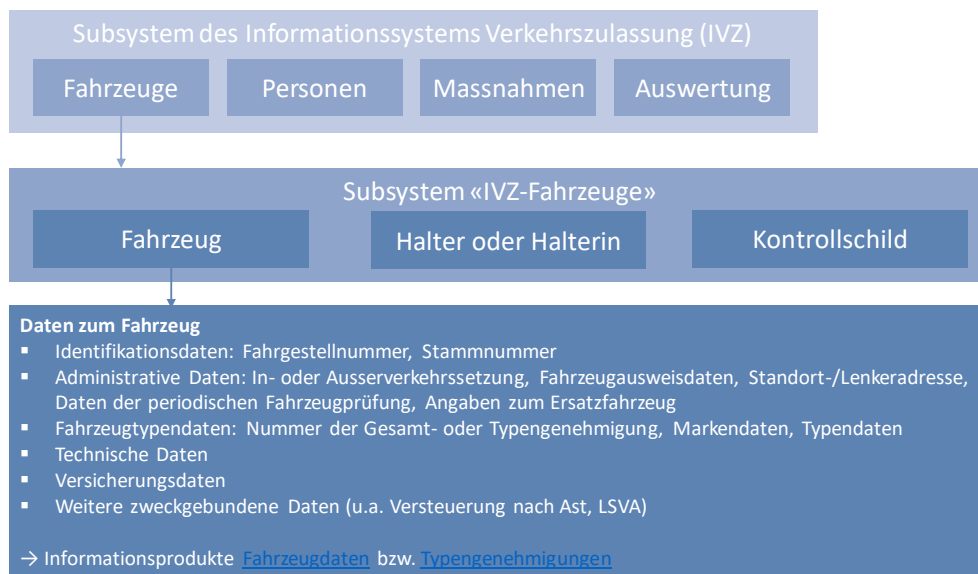 Subsystem des Informationssystems Verkehrszulassung (IVZ)
Fahrzeuge
Personen
Massnahmen
Auswertung
Subsystem «IVZ-Fahrzeuge»
Fahrzeug
Halter oder Halterin
Kontrollschild
Daten zum Fahrzeug
▪ Identifikationsdaten: Fahrgestellnummer, Stammnummer
▪ Administrative Daten: In- oder Ausserverkehrssetzung, Fahrzeugausweisdaten, Standort-/Lenkeradresse,
Daten der periodischen Fahrzeugprüfung, Angaben zum Ersatzfahrzeug
▪ Fahrzeugtypendaten: Nummer der Gesamt- oder Typengenehmigung, Markendaten, Typendaten
▪ Technische Daten
▪ Versicherungsdaten
▪ Weitere zweckgebundene Daten (u.a. Versteuerung nach Ast, LSVA)
→ Informationsprodukte Fahrzeugdaten bzw. Typengenehmigungen